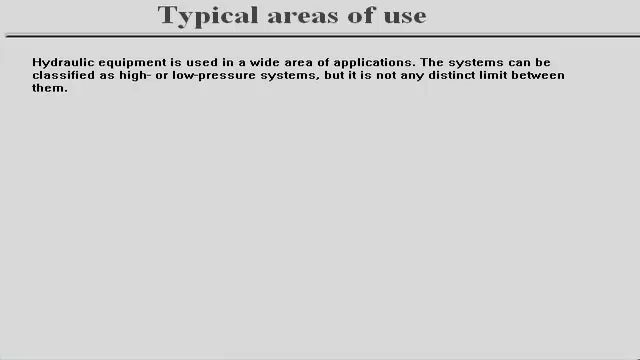 Typical areas of use
Hydraulic equipment is used in a wide area of applications. The systems can be
classified as high- or low-pressure systems, but it is not any distinct limit between
them.